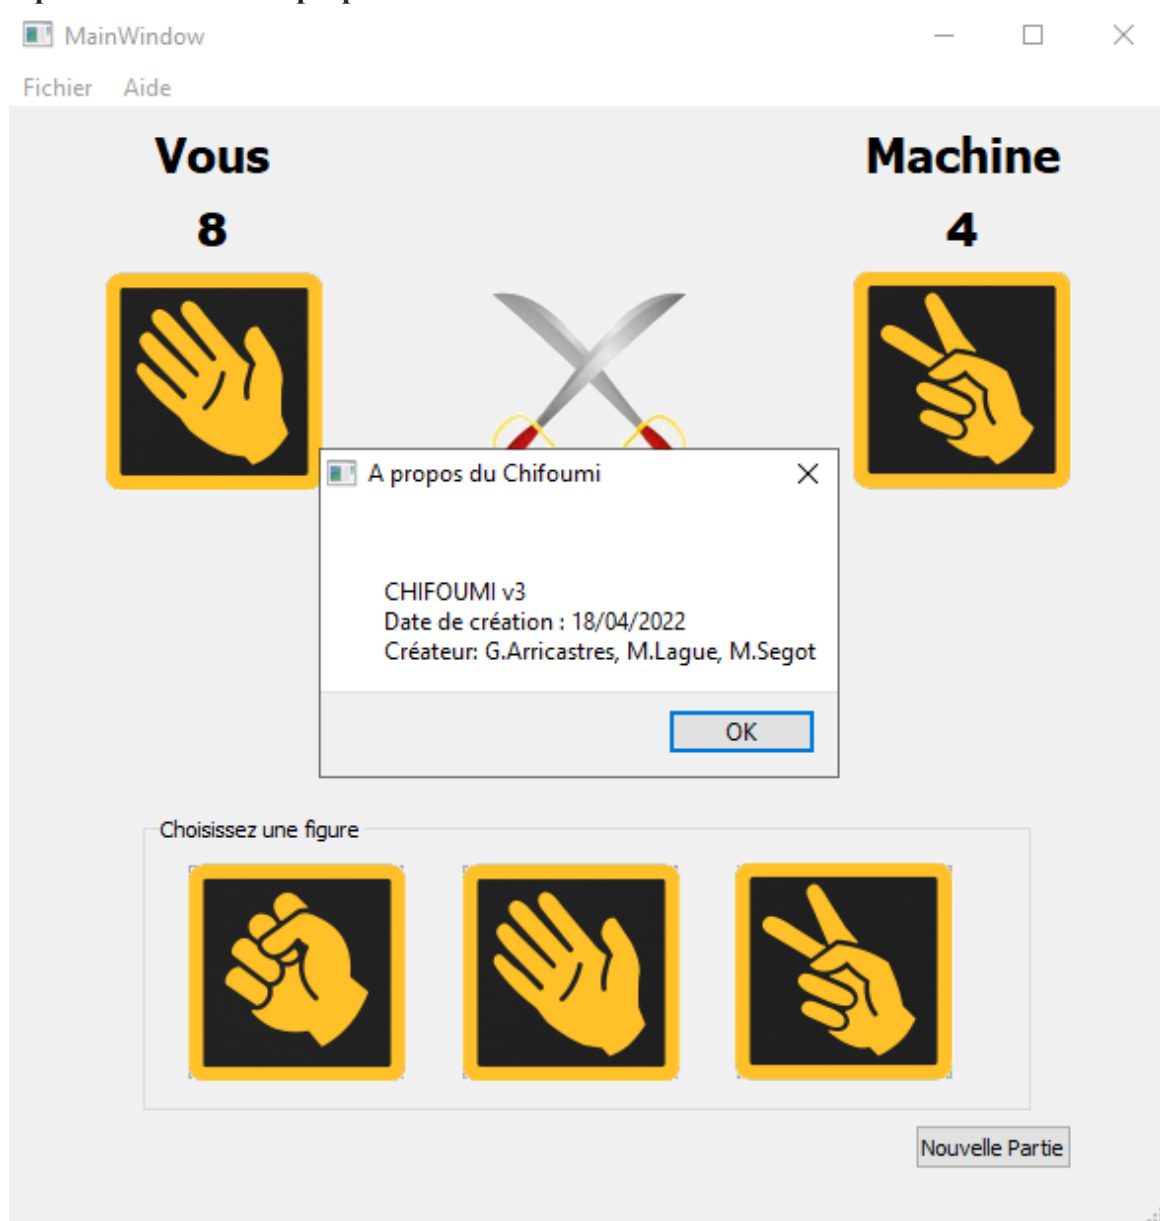 MainWindow
Fichier Aide
Vous Machine
8 4
A propos du Chifoumi
CHIFOUMI v3
Date de création : 18/04/2022
Créateur: G.Arricastres, M.Lague, M.Segot
OK
Choisissez une figure
Nouvelle Partie